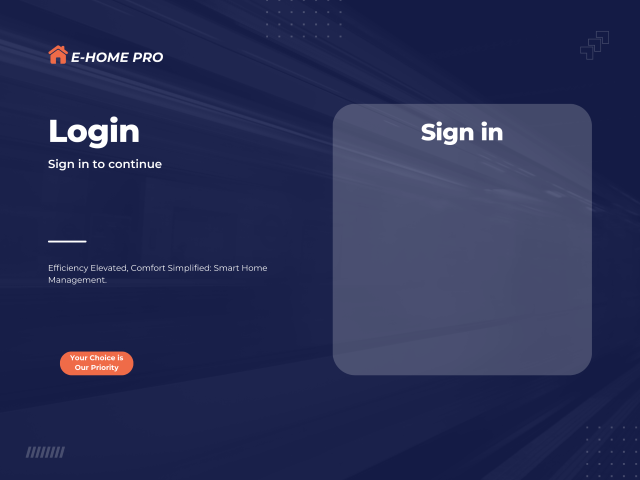 E-HOME PRO
Login
Sign in to continue
Efficiency Elevated, Comfort Simplified: Smart Home
Management.
Your Choice is
Our Priority
Sign in